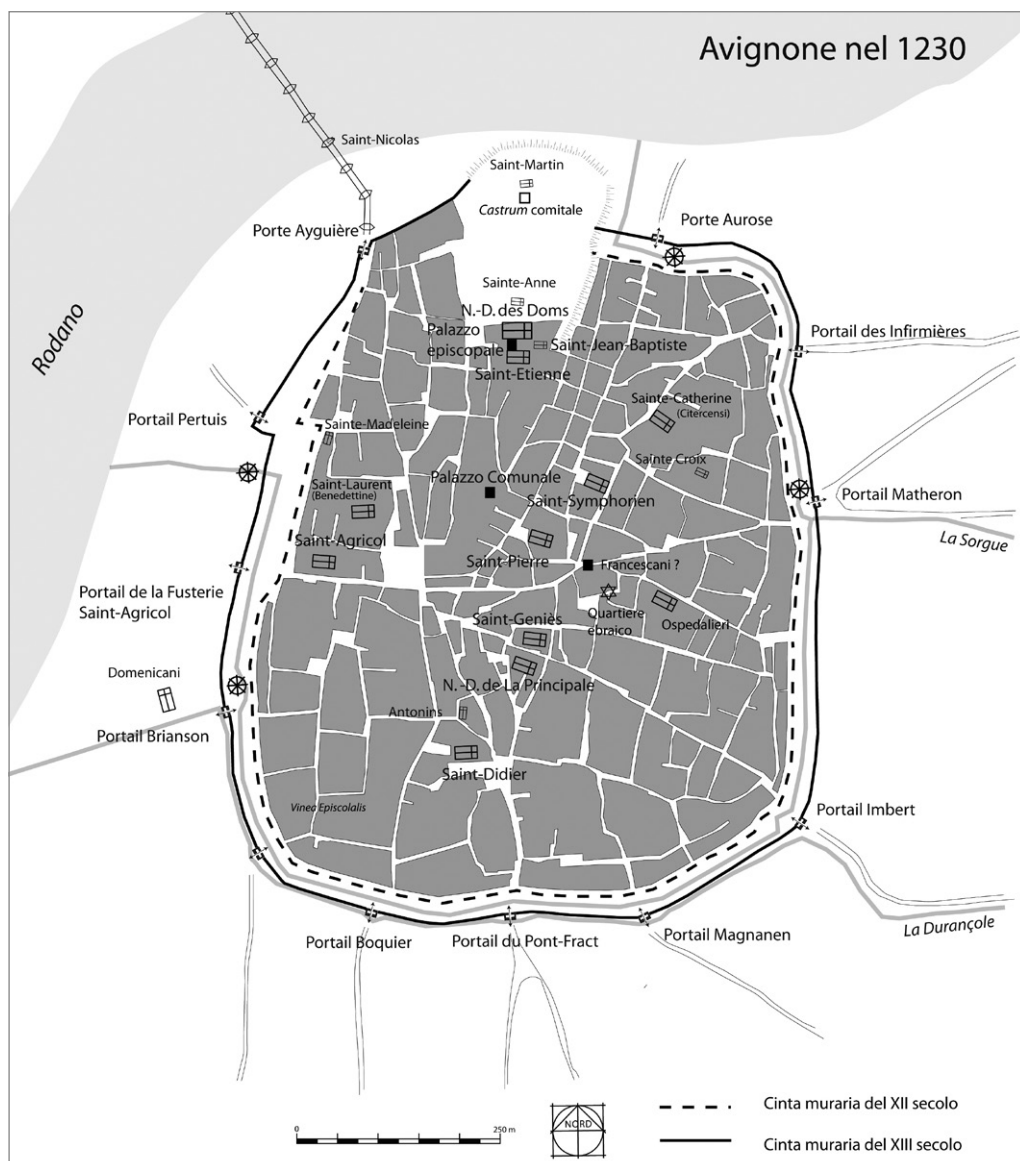 Avignone nel 1230
Saint-Nicolas
Saint-Martin
Castrum comitale
Porte Ayguière
Porte Aurose
Rodano
Sainte-Anne
N.-D. des Doms
Palazzo
episcopale
Saint-Jean-Baptiste
Saint-Etienne
Portail des Infirmières
Sainte-Catherine
(Citercensi)
Portail Pertuis
Sainte-Madeleine
Sainte Croix
Palazzo Comunale
Saint-Laurent
(Benedettine)
Saint-Symphorien
Portail Matheron
La Sorgue
Saint-Agricol
Saint-Pierre
Francescani ?
Portail de la Fusterie
Saint-Agricol
Saint-Geniès
Quartiere
ebraico
Ospedalieri
Domenicani
N.-D. de La Principale
Antonins
Portail Brianson
Saint-Didier
Vinea Episcolalis
Portail Imbert
La Durançole
Portail Boquier
Portail du Pont-Fract
Portail Magnanen
0
250 m
NORD
Cinta muraria del XII secolo
Cinta muraria del XIII secolo